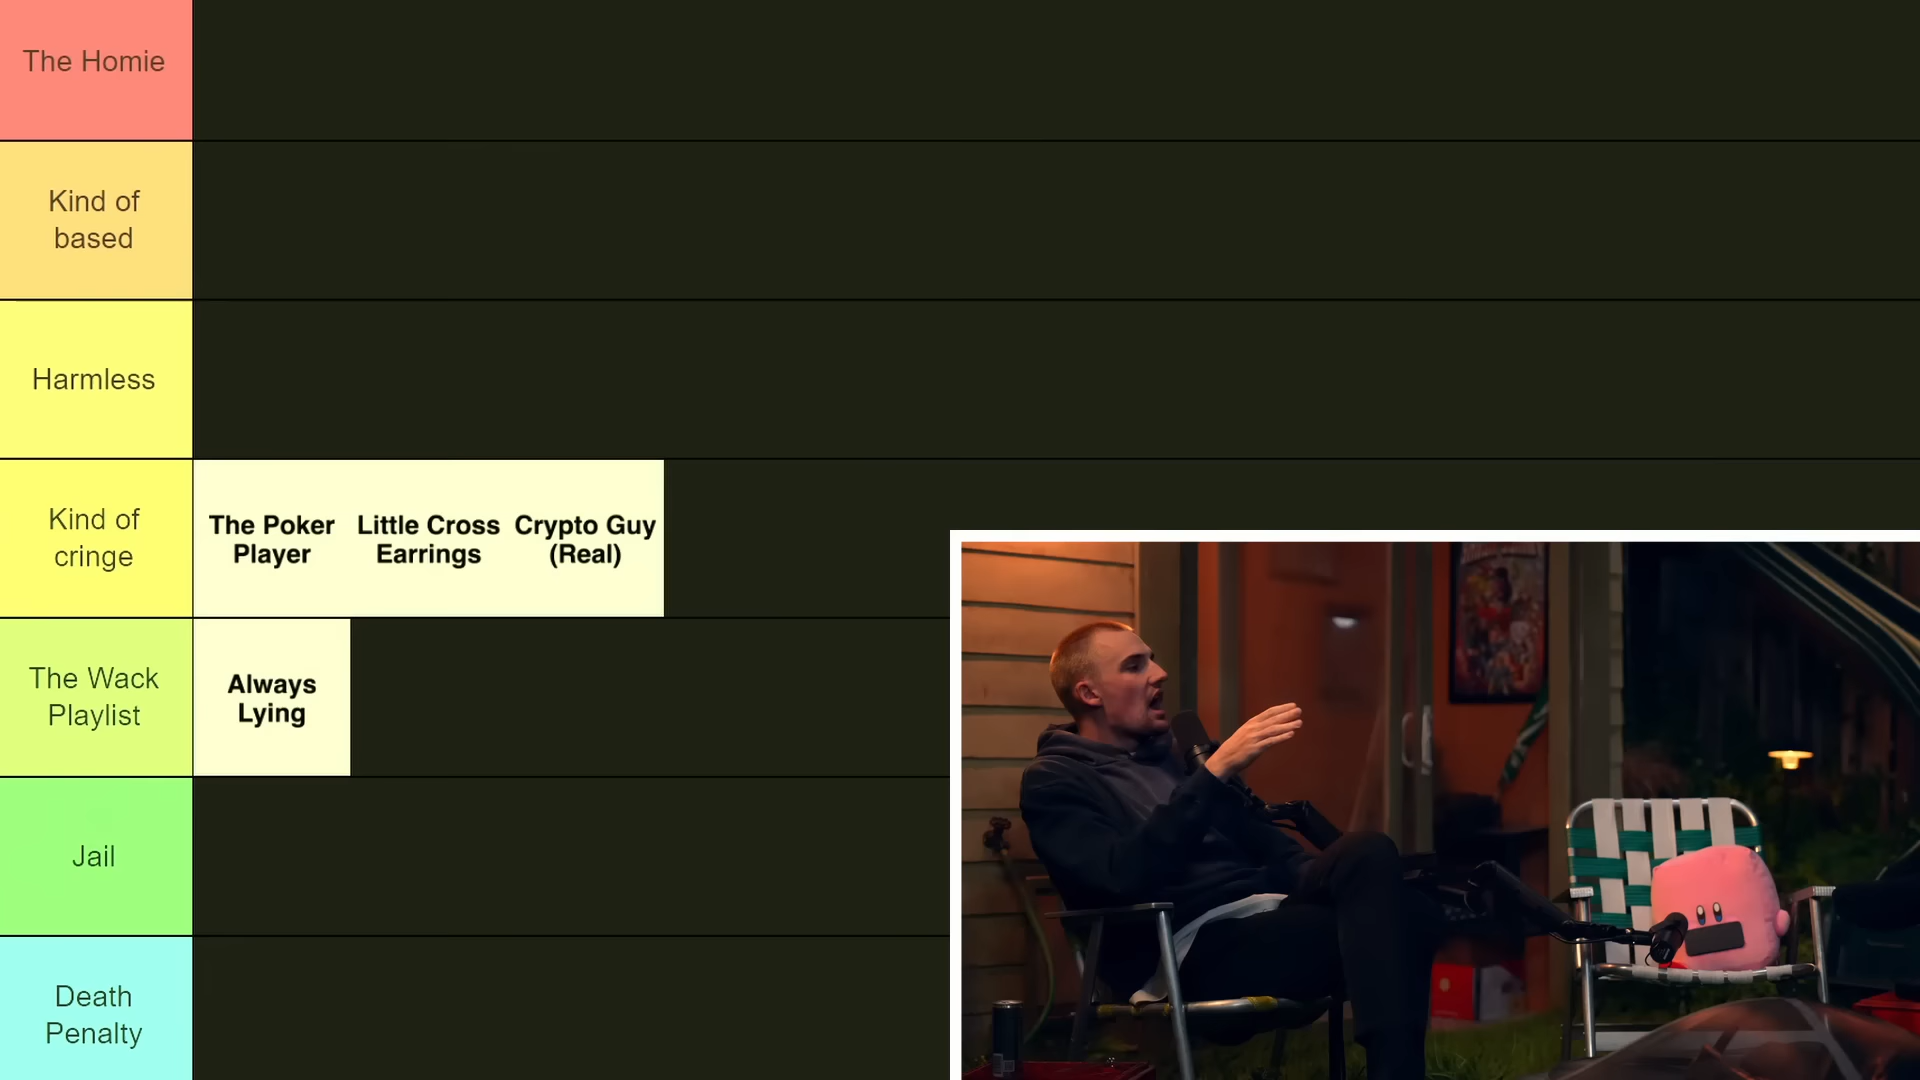 The Homie
Kind of
based
Harmless
Kind of
cringe
The Poker
Player
Little Cross
Earrings
Crypto Guy
(Real)
The Wack
Playlist
Always
Lying
Jail
Death
Penalty